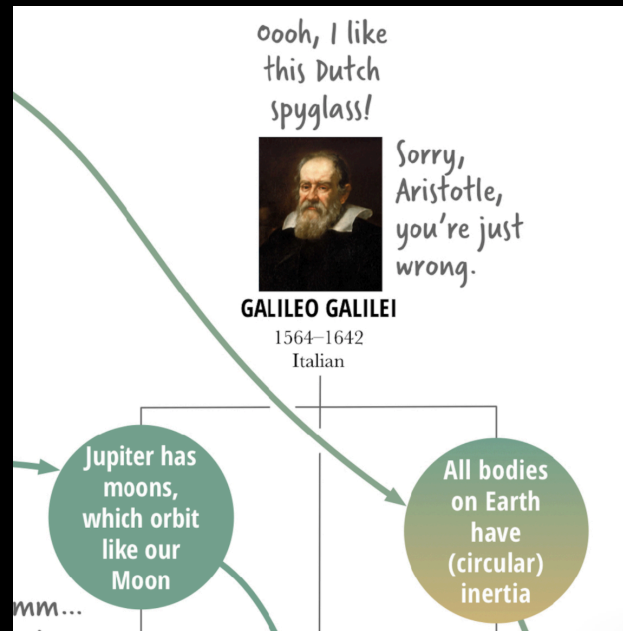 Oooh, I like
this Dutch
spyglass!
Sorry,
Aristotle,
you're just
wrong.
GALILEO GALILEI
1564–1642
Italian
Jupiter has
moons,
which orbit
like our
Moon
All bodies
on Earth
have
(circular)
inertia
mm...